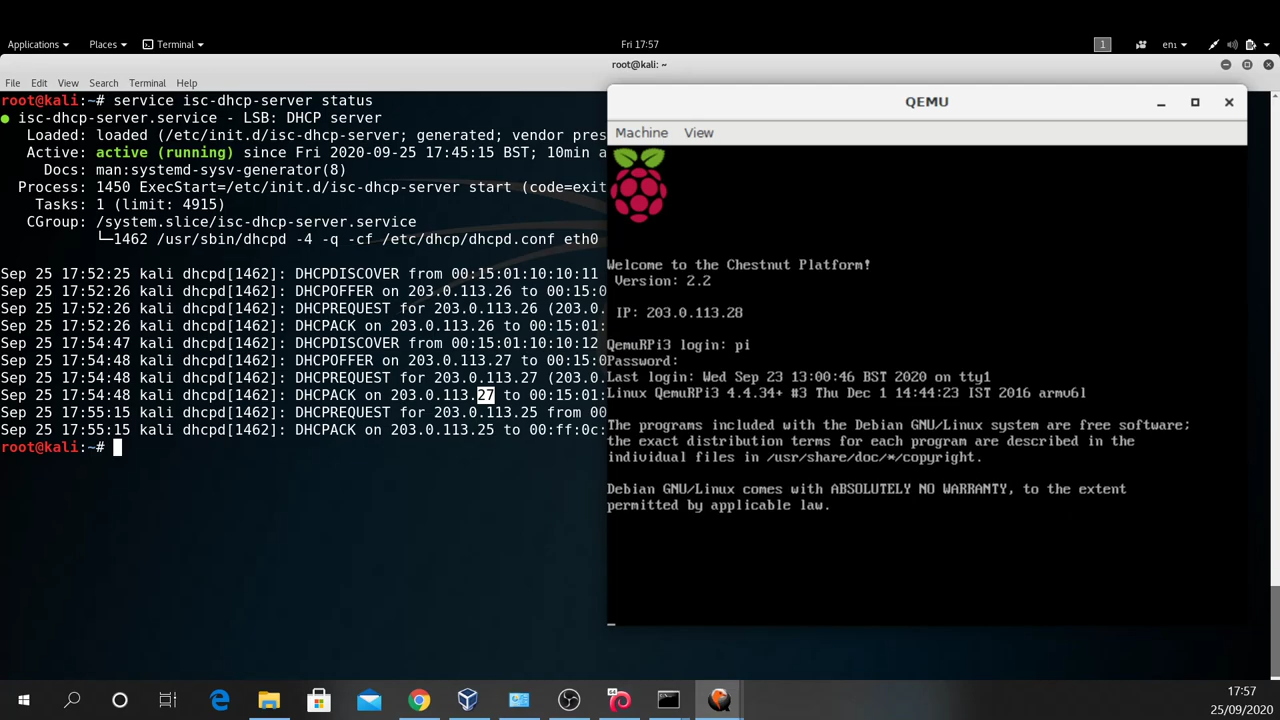 Applications Places Terminal Fri 17:57 1 en1
root@kali: ~
File Edit View Search Terminal Help
root@kali:~# service isc-dhcp-server status
● isc-dhcp-server.service - LSB: DHCP server
Loaded: loaded (/etc/init.d/isc-dhcp-server; generated; vendor pres
Active: active (running) since Fri 2020-09-25 17:45:15 BST; 10min a
Docs: man:systemd-sysv-generator(8)
Process: 1450 ExecStart=/etc/init.d/isc-dhcp-server start (code=exit
Tasks: 1 (limit: 4915)
CGroup: /system.slice/isc-dhcp-server.service
└─1462 /usr/sbin/dhcpd -4 -q -cf /etc/dhcp/dhcpd.conf eth0
Sep 25 17:52:25 kali dhcpd[1462]: DHCPDISCOVER from 00:15:01:10:10:11
Sep 25 17:52:26 kali dhcpd[1462]: DHCPOFFER on 203.0.113.26 to 00:15:0
Sep 25 17:52:26 kali dhcpd[1462]: DHCPREQUEST for 203.0.113.26 (203.0.
Sep 25 17:52:26 kali dhcpd[1462]: DHCPACK on 203.0.113.26 to 00:15:01:
Sep 25 17:54:47 kali dhcpd[1462]: DHCPDISCOVER from 00:15:01:10:10:12
Sep 25 17:54:48 kali dhcpd[1462]: DHCPOFFER on 203.0.113.27 to 00:15:0
Sep 25 17:54:48 kali dhcpd[1462]: DHCPREQUEST for 203.0.113.27 (203.0.
Sep 25 17:54:48 kali dhcpd[1462]: DHCPACK on 203.0.113.27 to 00:15:01:
Sep 25 17:55:15 kali dhcpd[1462]: DHCPREQUEST for 203.0.113.25 from 00
Sep 25 17:55:15 kali dhcpd[1462]: DHCPACK on 203.0.113.25 to 00:ff:0c:
root@kali:~#
QEMU
Machine View
Welcome to the Chestnut Platform!
Version: 2.2
IP: 203.0.113.28
QemuRPi3 login: pi
Password:
Last login: Wed Sep 23 13:00:46 BST 2020 on tty1
Linux QemuRPi3 4.4.34+ #3 Thu Dec 1 14:44:23 IST 2016 armv6l
The programs included with the Debian GNU/Linux system are free software;
the exact distribution terms for each program are described in the
individual files in /usr/share/doc/*/copyright.
Debian GNU/Linux comes with ABSOLUTELY NO WARRANTY, to the extent
permitted by applicable law.
64
17:57
25/09/2020